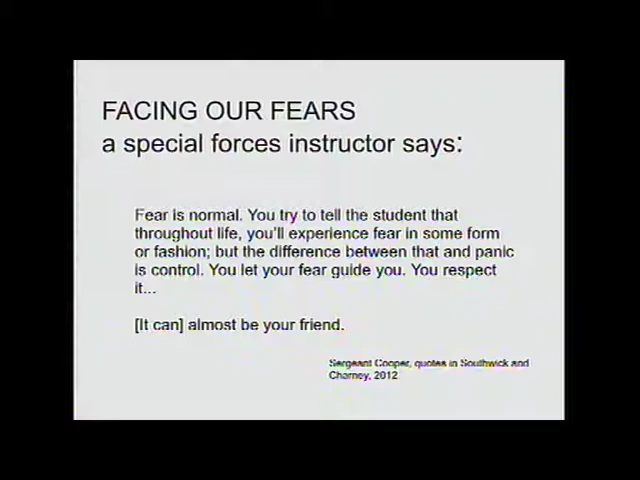 FACING OUR FEARS
a special forces instructor says:
Fear is normal. You try to tell the student that
throughout life, you'll experience fear in some form
or fashion; but the difference between that and panic
is control. You let your fear guide you. You respect
it...
[It can] almost be your friend.
Sergeant Cooper, quotes in Southwick and
Charney, 2012